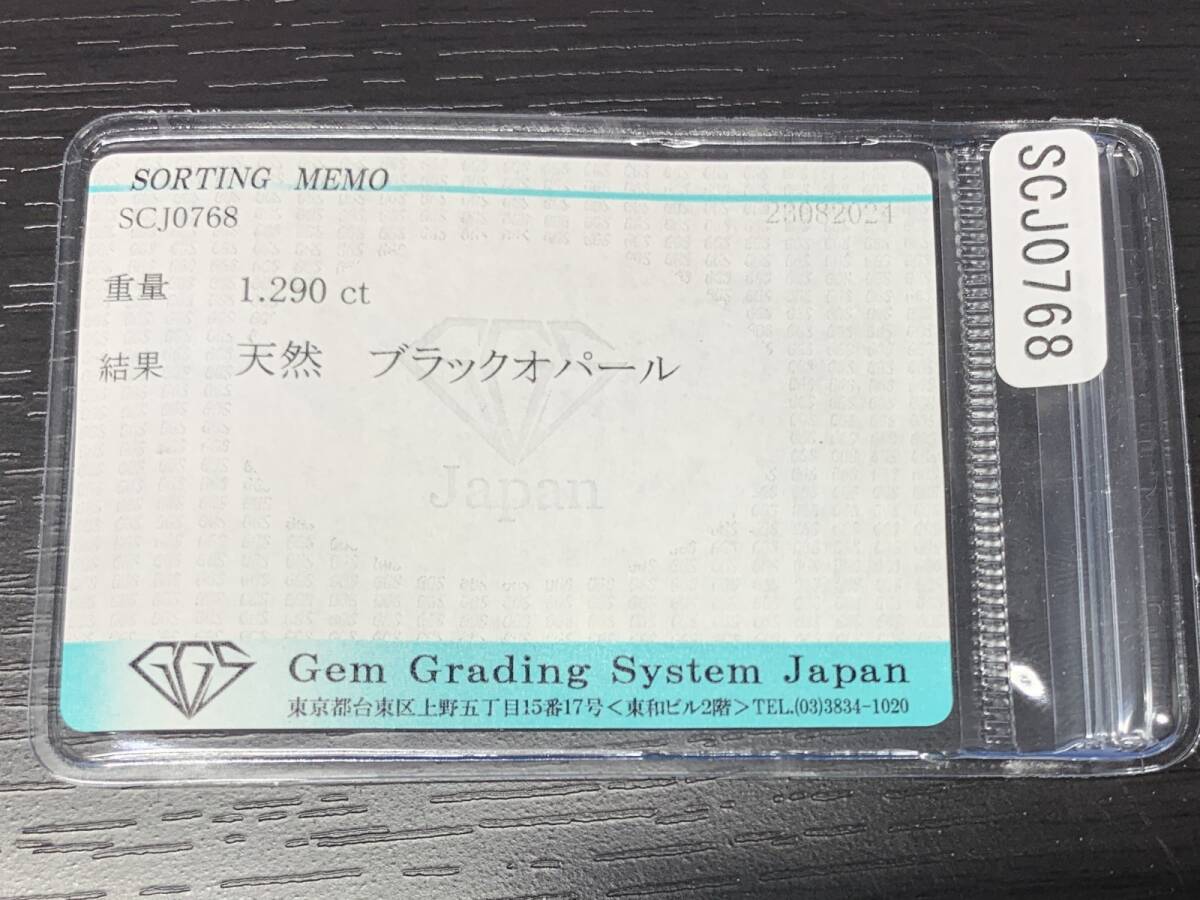 SORTING MEMO
SCJ0768 23082024
重量 1.290 ct
結果 天然 ブラックオパール
Japan
GGS Gem Grading System Japan
東京都台東区上野五丁目15番17号＜東和ビル2階＞TEL.(03)3834-1020
SCJ0768